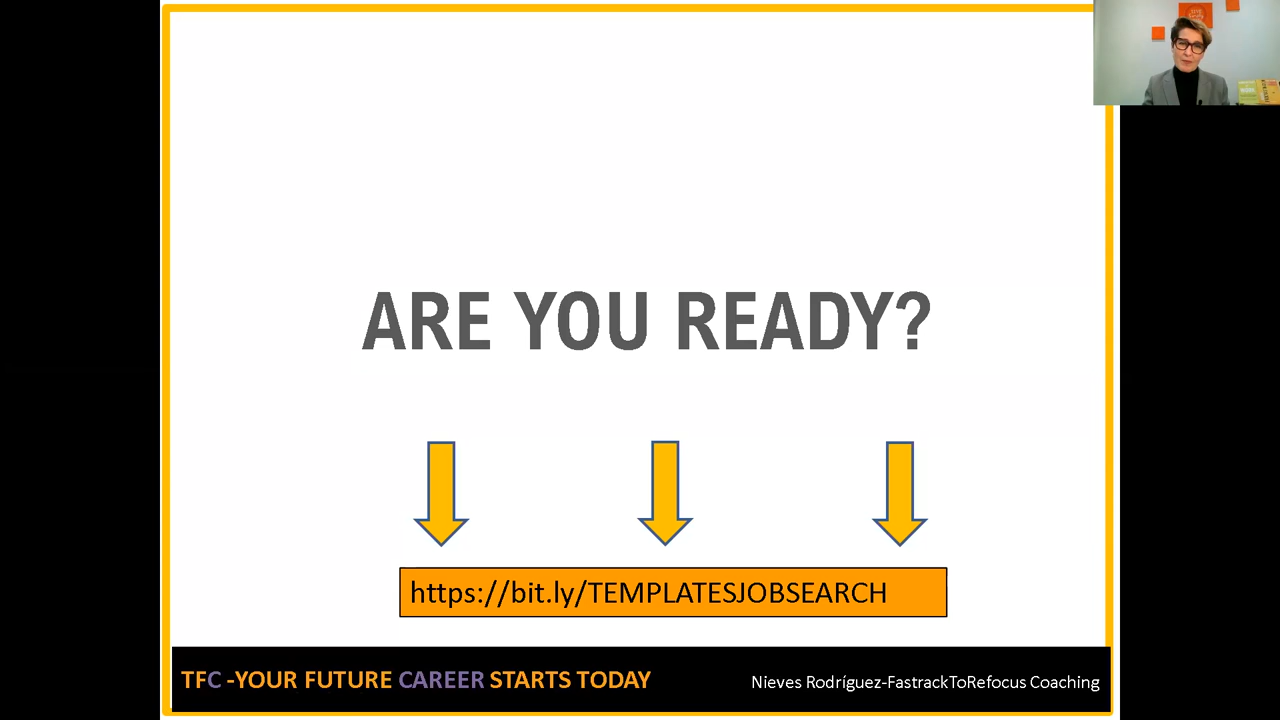 ARE YOU READY?
https://bit.ly/TEMPLATESJOBSEARCH
TFC -YOUR FUTURE CAREER STARTS TODAY
Nieves Rodríguez-FastrackToRefocus Coaching